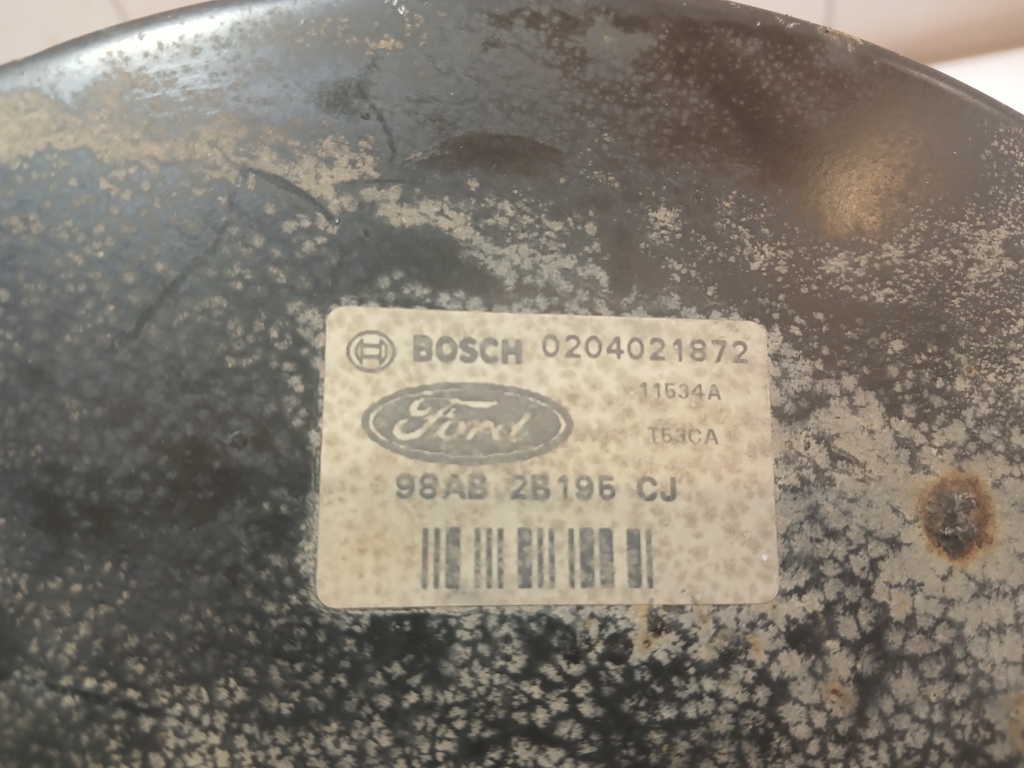 BOSCH 0204021872
11534A
Ford T53CA
98AB 2B195 CJ